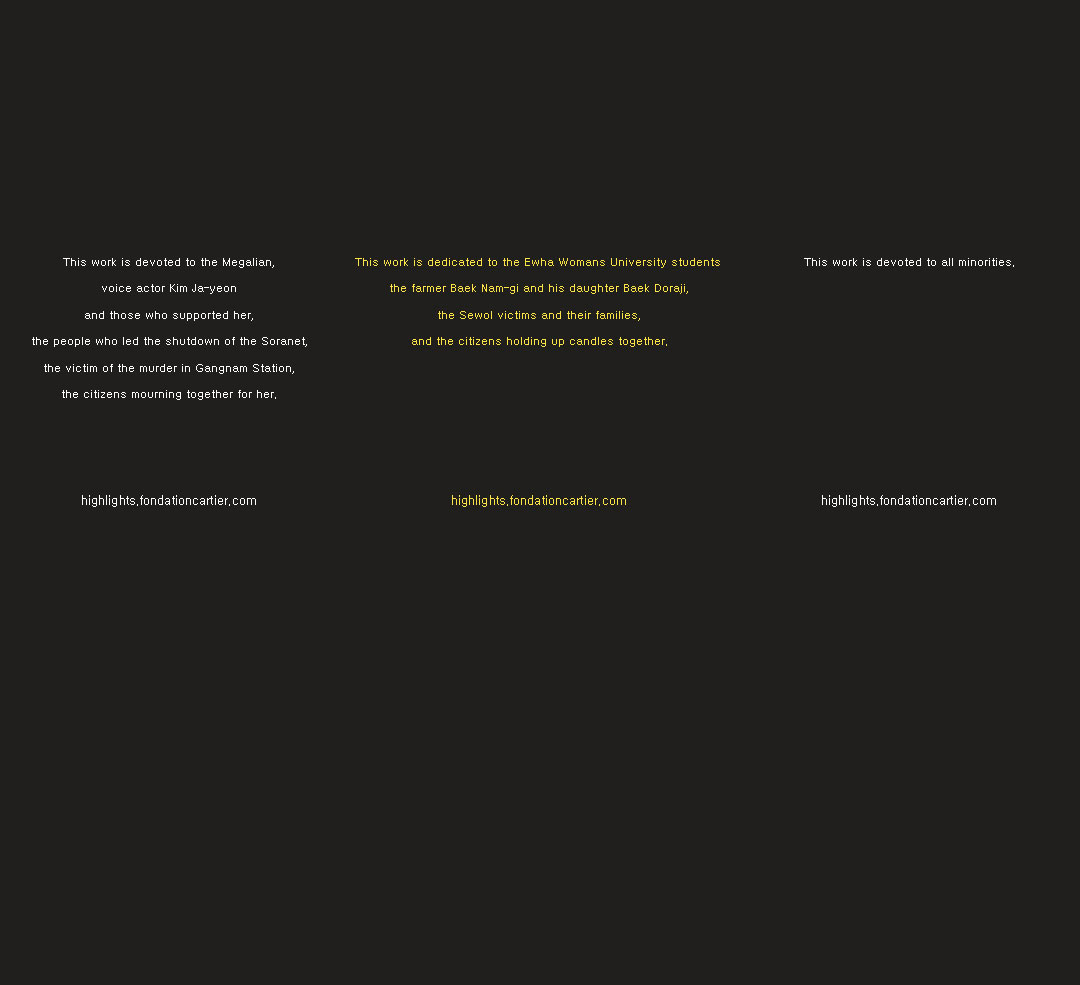 This work is devoted to the Megalian,
voice actor Kim Ja-yeon
and those who supported her,
the people who led the shutdown of the Soranet,
the victim of the murder in Gangnam Station,
the citizens mourning together for her.
highlights.fondationcartier.com
This work is dedicated to the Ewha Womans University students
the farmer Baek Nam-gi and his daughter Baek Doraji,
the Sewol victims and their families,
and the citizens holding up candles together.
highlights.fondationcartier.com
This work is devoted to all minorities.
highlights.fondationcartier.com